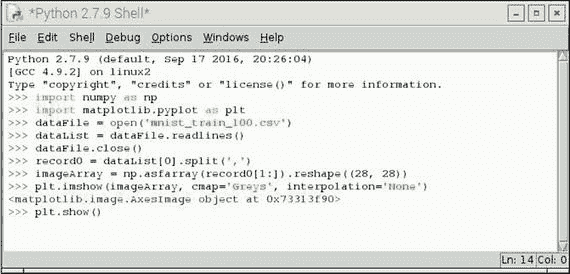 *Python 2.7.9 Shell*
File Edit Shell Debug Options Windows Help
Python 2.7.9 (default, Sep 17 2016, 20:26:04)
[GCC 4.9.2] on linux2
Type "copyright", "credits" or "license()" for more information.
>>> import numpy as np
>>> import matplotlib.pyplot as plt
>>> dataFile = open('mnist_train_100.csv')
>>> dataList = dataFile.readlines()
>>> dataFile.close()
>>> record0 = dataList[0].split(',')
>>> imageArray = np.asfarray(record0[1:]).reshape((28, 28))
>>> plt.imshow(imageArray, cmap='Greys', interpolation='None')
<matplotlib.image.AxesImage object at 0x73313f90>
>>> plt.show()
Ln: 14 Col: 0